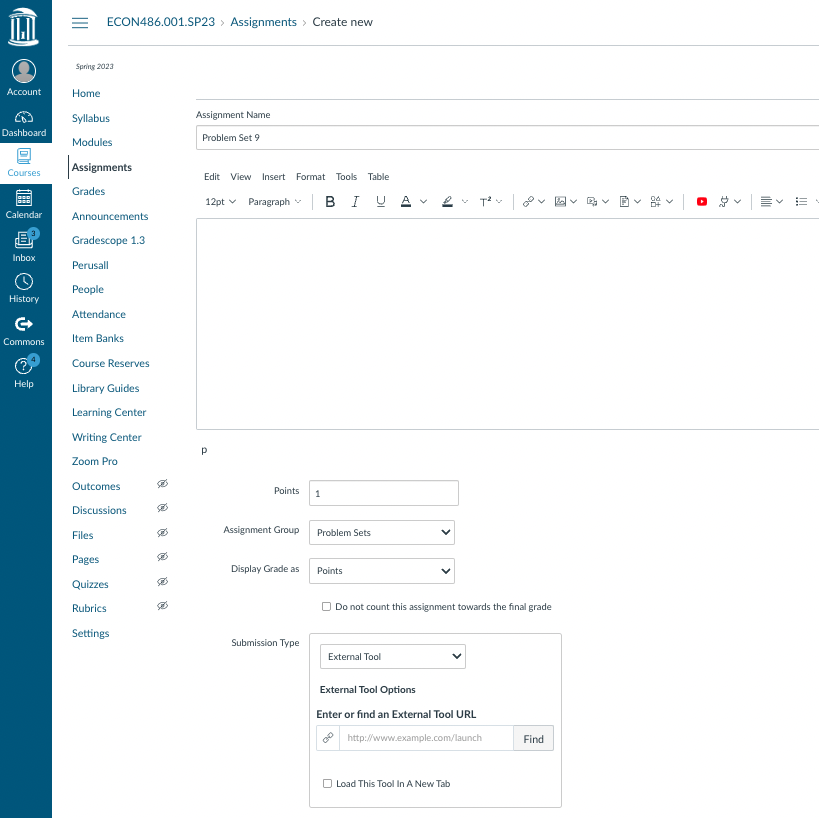 ECON486.001.SP23 › Assignments › Create new
Spring 2023
Account
Dashboard
Courses
Calendar
3
Inbox
History
Commons
4
Help
Home
Syllabus
Modules
Assignments
Grades
Announcements
Gradescope 1.3
Perusall
People
Attendance
Item Banks
Course Reserves
Library Guides
Learning Center
Writing Center
Zoom Pro
Outcomes
Discussions
Files
Pages
Quizzes
Rubrics
Settings
Assignment Name
Problem Set 9
Edit View Insert Format Tools Table
12pt Paragraph B I U A T²
p
Points 1
Assignment Group Problem Sets
Display Grade as Points
Do not count this assignment towards the final grade
Submission Type
External Tool
External Tool Options
Enter or find an External Tool URL
http://www.example.com/launch Find
Load This Tool In A New Tab